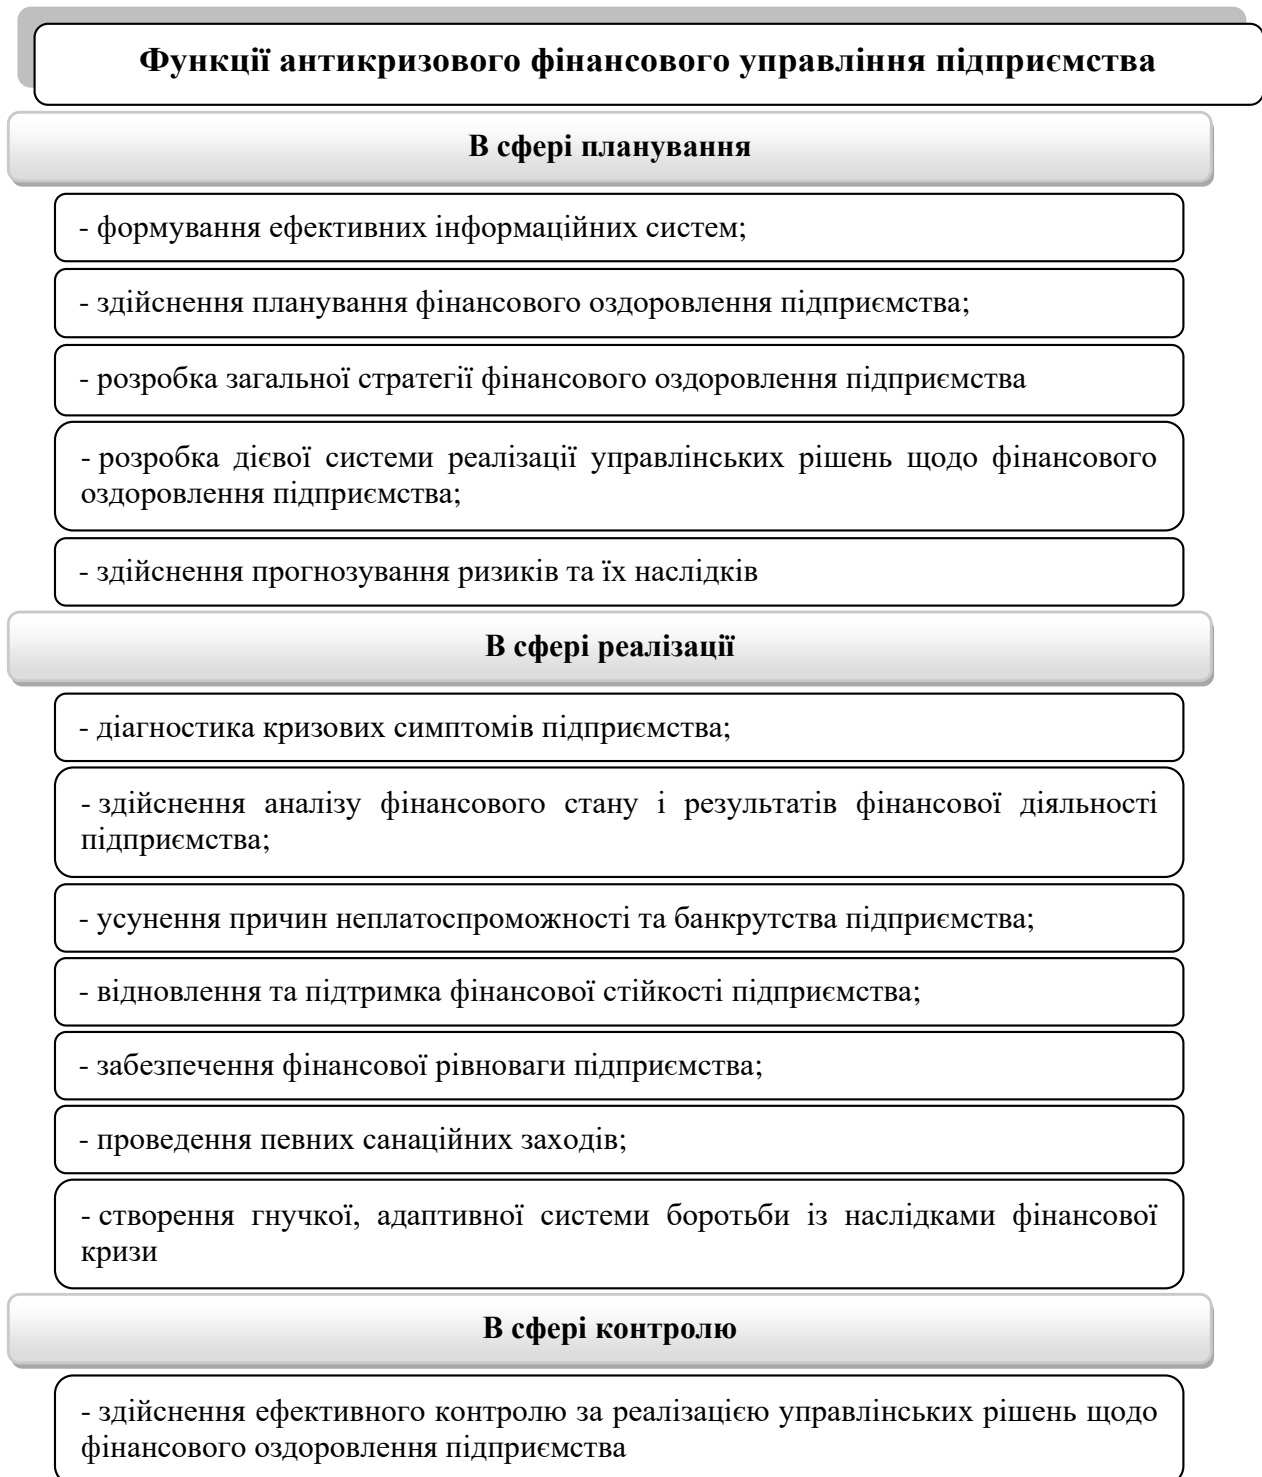 Функції антикризового фінансового управління підприємства
В сфері планування
- формування ефективних інформаційних систем;
- здійснення планування фінансового оздоровлення підприємства;
- розробка загальної стратегії фінансового оздоровлення підприємства
- розробка дієвої системи реалізації управлінських рішень щодо фінансового
оздоровлення підприємства;
- здійснення прогнозування ризиків та їх наслідків
В сфері реалізації
- діагностика кризових симптомів підприємства;
- здійснення аналізу фінансового стану і результатів фінансової діяльності
підприємства;
- усунення причин неплатоспроможності та банкрутства підприємства;
- відновлення та підтримка фінансової стійкості підприємства;
- забезпечення фінансової рівноваги підприємства;
- проведення певних санаційних заходів;
- створення гнучкої, адаптивної системи боротьби із наслідками фінансової
кризи
В сфері контролю
- здійснення ефективного контролю за реалізацією управлінських рішень щодо
фінансового оздоровлення підприємства